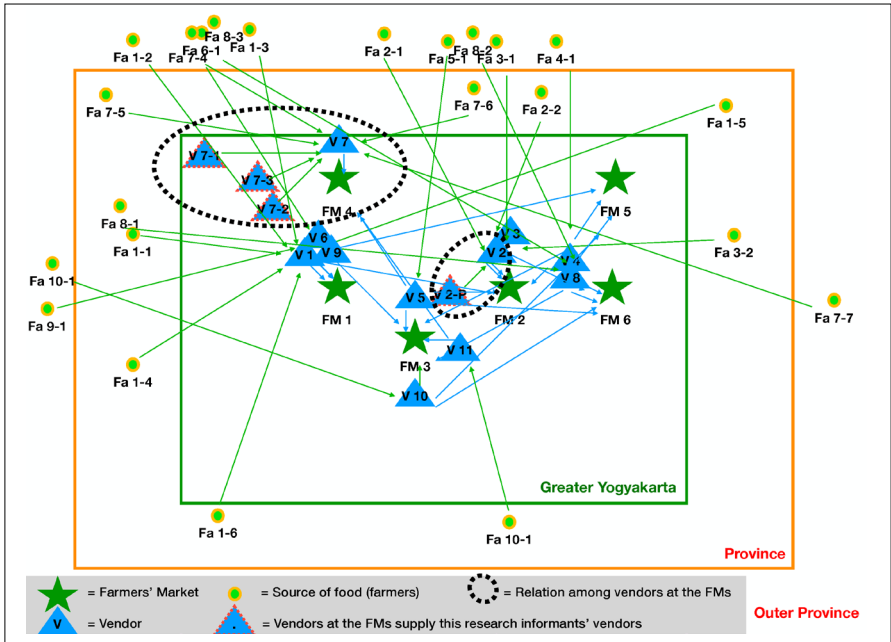 Fa 8-3
Fa 6-1
Fa 1-3
Fa 1-2
Fa 7-4
Fa 2-1
Fa 8-2
Fa 5-1
Fa 3-1
Fa 4-1
Fa 7-5
Fa 7-6
Fa 2-2
Fa 1-5
V 7
V 7-1
V 7-3
V 7-2
FM 4
FM 5
Fa 8-1
Fa 1-1
V 6
V 1
V 9
V 3
V 2
V 4
V 8
Fa 3-2
Fa 10-1
V 5
V 2-P
Fa 9-1
FM 1
FM 2
FM 6
Fa 7-7
V 11
FM 3
Fa 1-4
V 10
Greater Yogyakarta
Fa 1-6
Fa 10-1
Province
= Farmers' Market
= Source of food (farmers)
= Relation among vendors at the FMs
V
= Vendor
= Vendors at the FMs supply this research informants' vendors
Outer Province